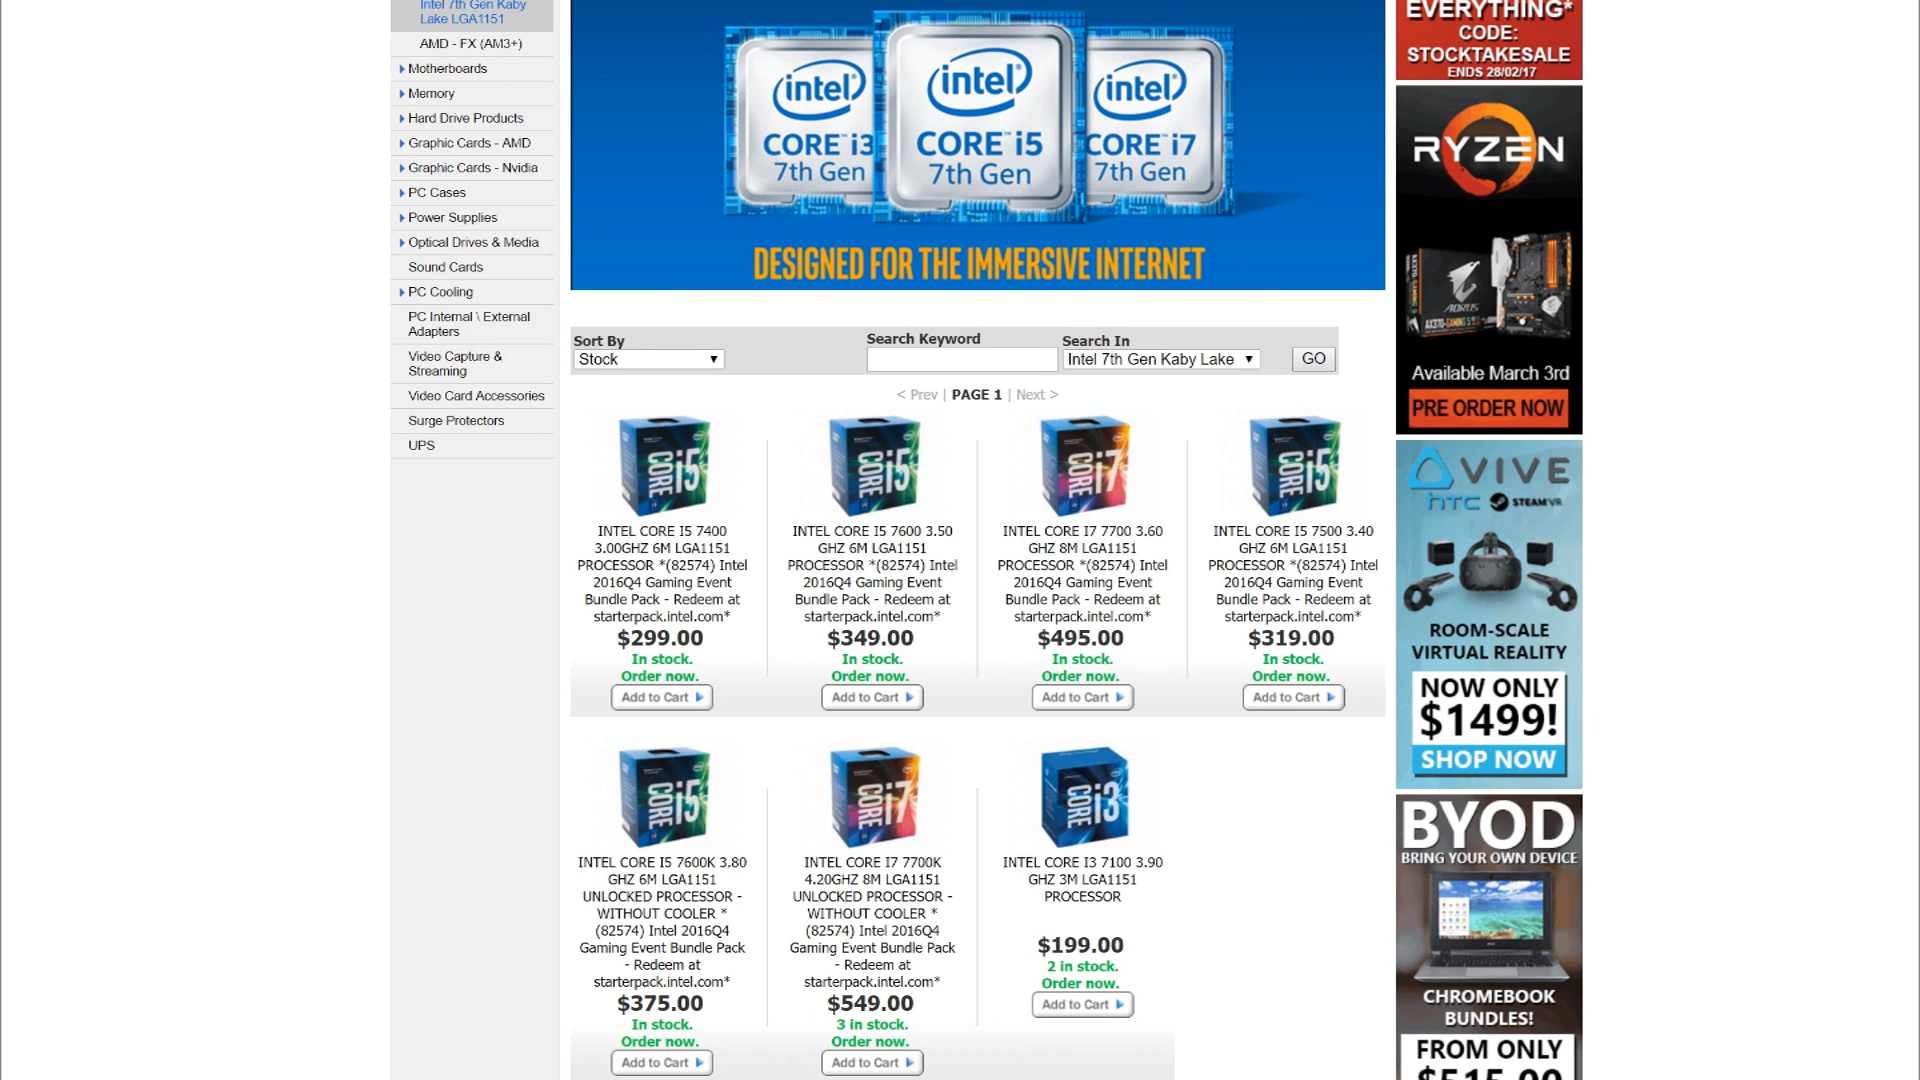 Intel 7th Gen Kaby
Lake LGA1151
AMD - FX (AM3+)
Motherboards
Memory
Hard Drive Products
Graphic Cards - AMD
Graphic Cards - Nvidia
PC Cases
Power Supplies
Optical Drives & Media
Sound Cards
PC Cooling
PC Internal \ External
Adapters
Video Capture &
Streaming
Video Card Accessories
Surge Protectors
UPS
intel
CORE™ i3
7th Gen
intel
CORE™ i5
7th Gen
intel
CORE™ i7
7th Gen
DESIGNED FOR THE IMMERSIVE INTERNET
Sort By
Stock
Search Keyword
Search In
Intel 7th Gen Kaby Lake
GO
< Prev | PAGE 1 | Next >
CORE i5
INTEL CORE I5 7400
3.00GHZ 6M LGA1151
PROCESSOR *(82574) Intel
2016Q4 Gaming Event
Bundle Pack - Redeem at
starterpack.intel.com*
$299.00
In stock.
Order now.
Add to Cart
CORE i5
INTEL CORE I5 7600 3.50
GHZ 6M LGA1151
PROCESSOR *(82574) Intel
2016Q4 Gaming Event
Bundle Pack - Redeem at
starterpack.intel.com*
$349.00
In stock.
Order now.
Add to Cart
CORE i7
INTEL CORE I7 7700 3.60
GHZ 8M LGA1151
PROCESSOR *(82574) Intel
2016Q4 Gaming Event
Bundle Pack - Redeem at
starterpack.intel.com*
$495.00
In stock.
Order now.
Add to Cart
CORE i5
INTEL CORE I5 7500 3.40
GHZ 6M LGA1151
PROCESSOR *(82574) Intel
2016Q4 Gaming Event
Bundle Pack - Redeem at
starterpack.intel.com*
$319.00
In stock.
Order now.
Add to Cart
CORE i5
INTEL CORE I5 7600K 3.80
GHZ 6M LGA1151
UNLOCKED PROCESSOR -
WITHOUT COOLER *
(82574) Intel 2016Q4
Gaming Event Bundle Pack
- Redeem at
starterpack.intel.com*
$375.00
In stock.
Order now.
Add to Cart
CORE i7
INTEL CORE I7 7700K
4.20GHZ 8M LGA1151
UNLOCKED PROCESSOR -
WITHOUT COOLER *
(82574) Intel 2016Q4
Gaming Event Bundle Pack
- Redeem at
starterpack.intel.com*
$549.00
3 in stock.
Order now.
Add to Cart
CORE i3
INTEL CORE I3 7100 3.90
GHZ 3M LGA1151
PROCESSOR
$199.00
2 in stock.
Order now.
Add to Cart
EVERYTHING*
CODE:
STOCKTAKESALE
ENDS 28/02/17
RYZEN
AORUS
Available March 3rd
PRE ORDER NOW
VIVE
hTC STEAMVR
ROOM-SCALE
VIRTUAL REALITY
NOW ONLY
$1499!
SHOP NOW
BYOD
BRING YOUR OWN DEVICE
CHROMEBOOK
BUNDLES!
FROM ONLY
$515.00